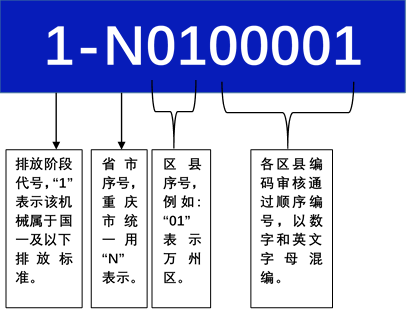 1-N0100001
排放阶段
代号，“1”
表示该机
械属于国
一及以下
排放标
准。
省市
序号，
重庆
市统
一用
“N”
表示。
区县
序号，
例如：
“01”
表示
万州
区。
各区县编
码审核通
过顺序编
号，以数
字和英文
字母混
编。